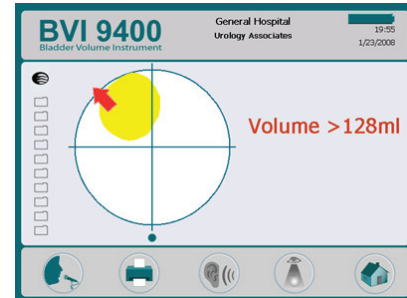 BVI 9400
Bladder Volume Instrument
General Hospital
Urology Associates
19:55
1/23/2008
Volume >128ml